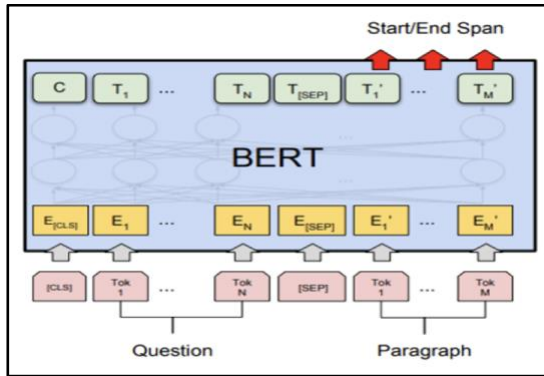 Start/End Span
C T1 ... TN T[SEP] T1' ... TM'
...
BERT
...
E[CLS] E1 ... EN E[SEP] E1' ... EM'
[CLS] Tok 1 ... Tok N [SEP] Tok 1 ... Tok M
Question Paragraph